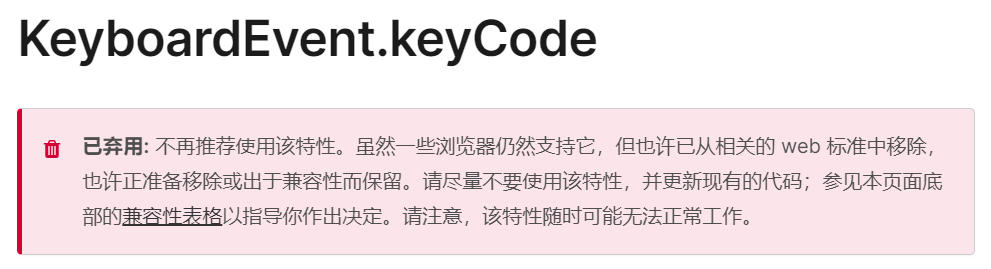 KeyboardEvent.keyCode
已弃用: 不再推荐使用该特性。虽然一些浏览器仍然支持它，但也许已从相关的 web 标准中移除，
也许正准备移除或出于兼容性而保留。请尽量不要使用该特性，并更新现有的代码；参见本页面底
部的兼容性表格以指导你作出决定。请注意，该特性随时可能无法正常工作。